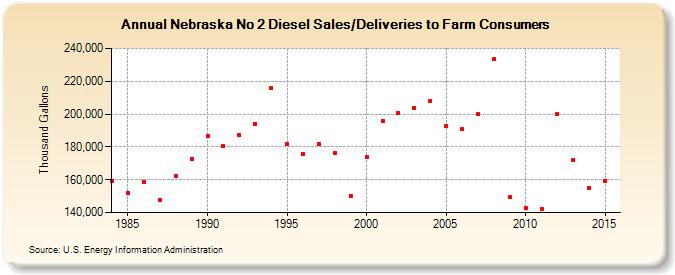 Annual Nebraska No 2 Diesel Sales/Deliveries to Farm Consumers
Thousand Gallons
240,000
220,000
200,000
180,000
160,000
140,000
1985 1990 1995 2000 2005 2010 2015
Source: U.S. Energy Information Administration